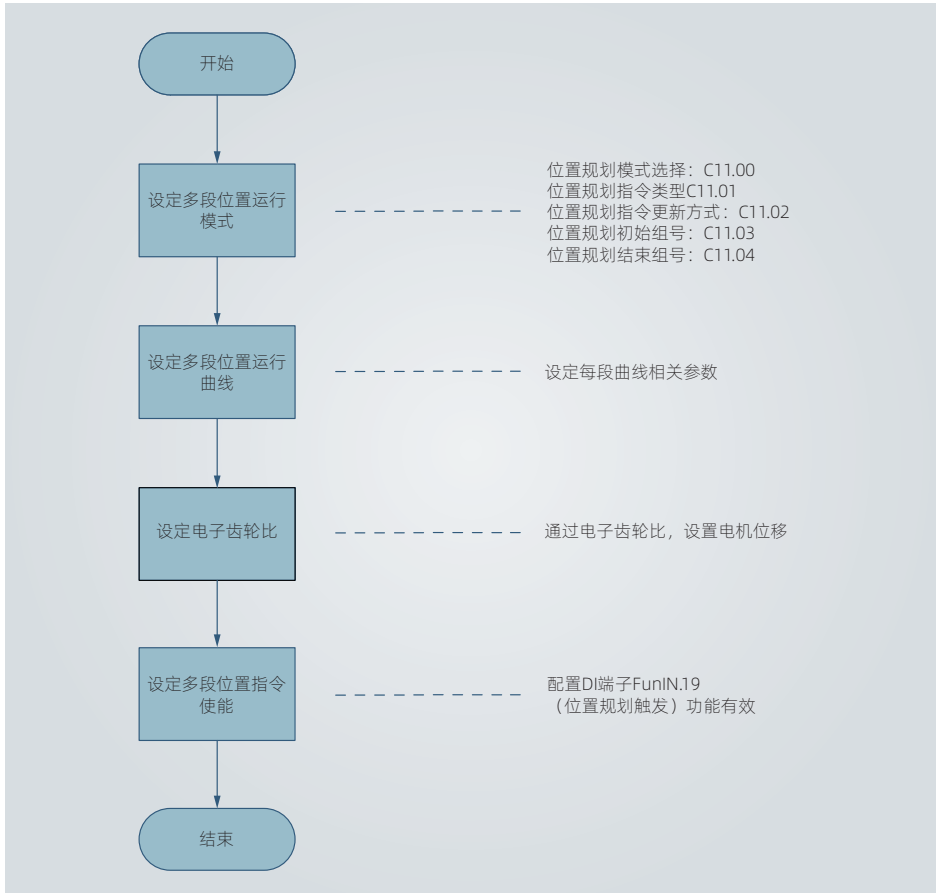 开始
设定多段位置运行
模式
位置规划模式选择：C11.00
位置规划指令类型C11.01
位置规划指令更新方式：C11.02
位置规划初始组号：C11.03
位置规划结束组号：C11.04
设定多段位置运行
曲线
设定每段曲线相关参数
设定电子齿轮比
通过电子齿轮比，设置电机位移
设定多段位置指令
使能
配置DI端子FunIN.19
（位置规划触发）功能有效
结束